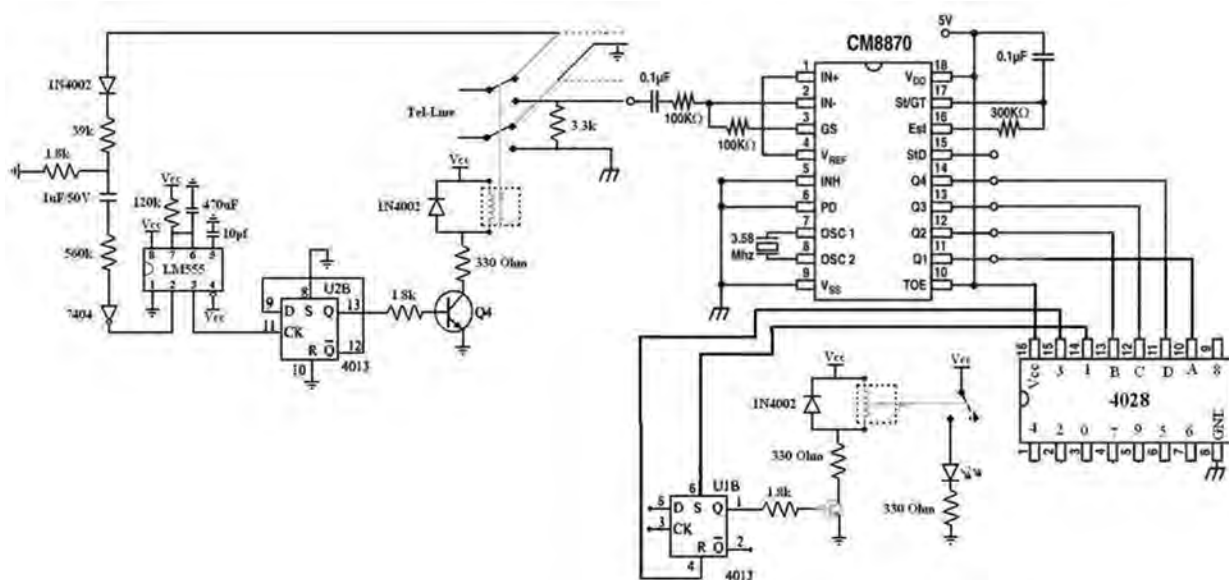 1N4002
39k
1.8k
1uF/50V
560k
7404
Vcc
120k
470uF
10pf
Vcc
8 7 6 5
LM555
1 2 3 4
Vcc
U2B
8
9 D S Q 13
11 CK
R Q 12
10
4013
1.8k
Q4
330 Ohm
1N4002
Vcc
Tel-Line
3.3k
0.1µF
100KΩ
100KΩ
CM8870
5V
0.1µF
300KΩ
1 IN+
2 IN-
3 GS
4 VREF
5 INH
6 PD
7 OSC 1
8 OSC 2
9 VSS
18 VDD
17 St/GT
16 Est
15 StD
14 Q4
13 Q3
12 Q2
11 Q1
10 TOE
3.58
Mhz
16 15 14 13 12 11 10 9
Vcc 3 1 B C D A 8
4028
4 2 0 7 9 5 6 GND
1 2 3 4 5 6 7 8
Vcc
1N4002
330 Ohm
Vcc
330 Ohm
U1B
6
5 D S Q 1
3 CK
R Q 2
4
4013
1.8k